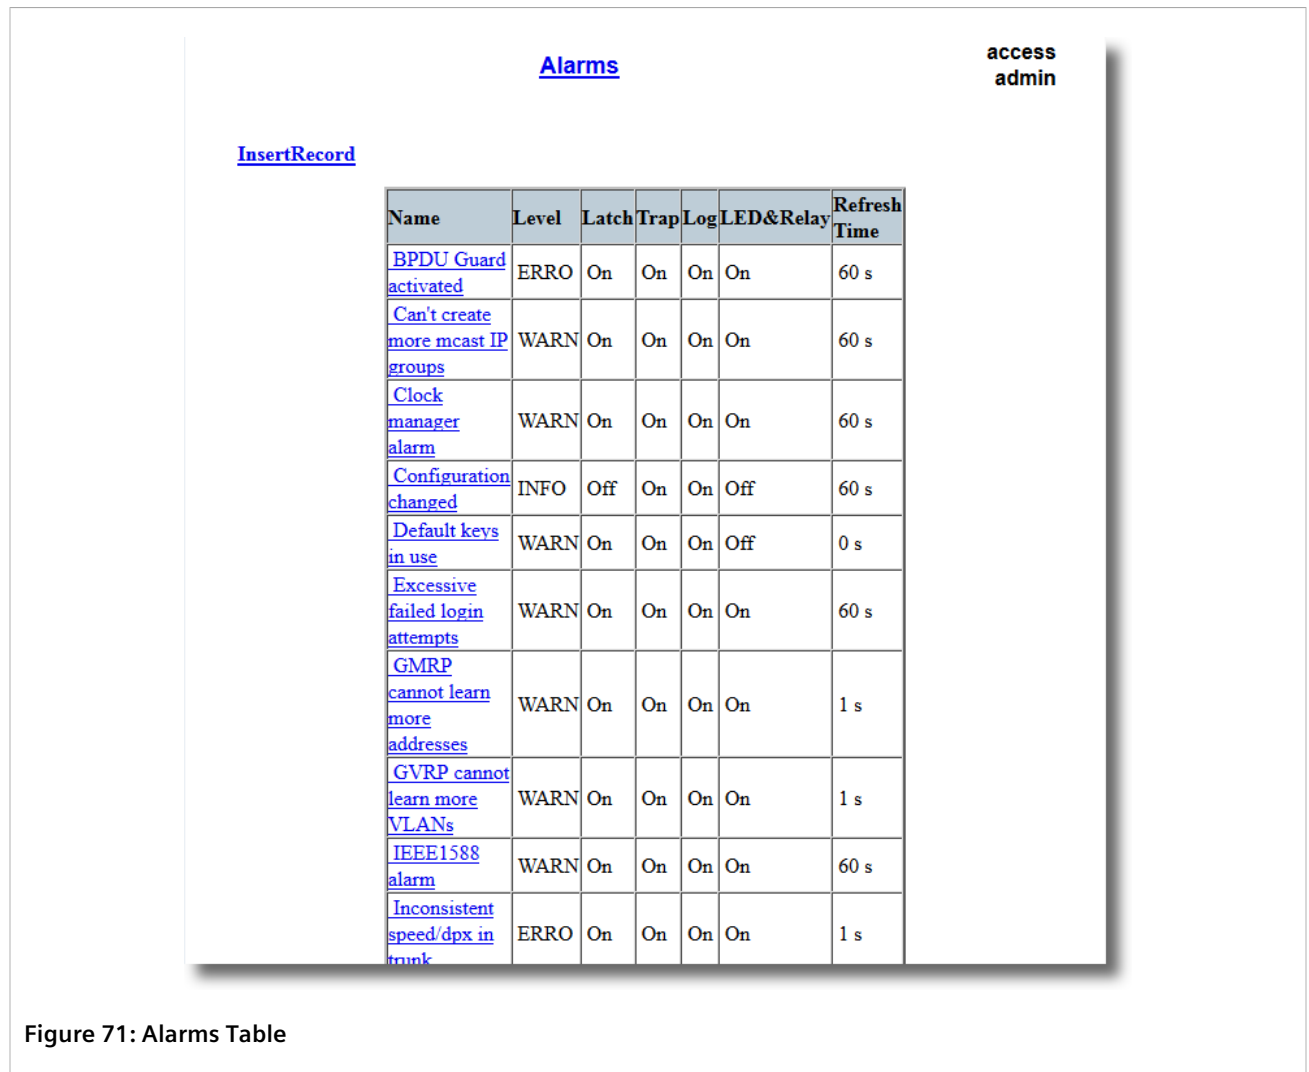 Alarms
access
admin
InsertRecord
Name Level Latch Trap Log LED&Relay Refresh
Time
BPDU Guard
activated ERRO On On On On 60 s
Can't create
more mcast IP WARN On On On On 60 s
groups
Clock
manager WARN On On On On 60 s
alarm
Configuration
changed INFO Off On On Off 60 s
Default keys
in use WARN On On On Off 0 s
Excessive
failed login WARN On On On On 60 s
attempts
GMRP
cannot learn
more WARN On On On On 1 s
addresses
GVRP cannot
learn more WARN On On On On 1 s
VLANs
IEEE1588
alarm WARN On On On On 60 s
Inconsistent
speed/dpx in ERRO On On On On 1 s
trunk
Figure 71: Alarms Table